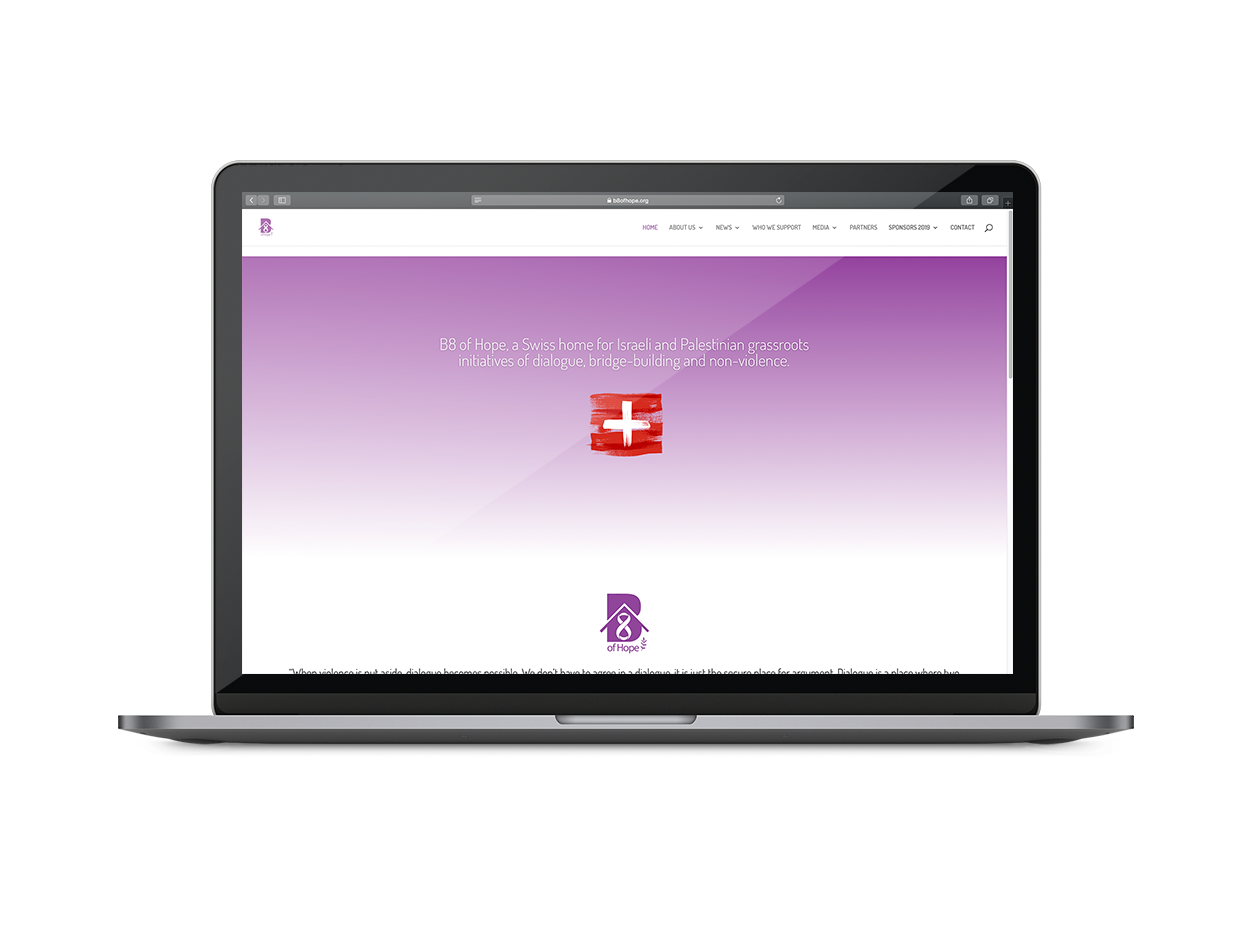 b8ofhope.org
B
8
HOME ABOUT US NEWS WHO WE SUPPORT MEDIA PARTNERS SPONSORS 2019 CONTACT
B8 of Hope, a Swiss home for Israeli and Palestinian grassroots
initiatives of dialogue, bridge-building and non-violence.
B
8
of Hope
"When violence is put aside, dialogue becomes possible. We don't have to agree in a dialogue, it is just the secure place for argument. Dialogue is a place where two